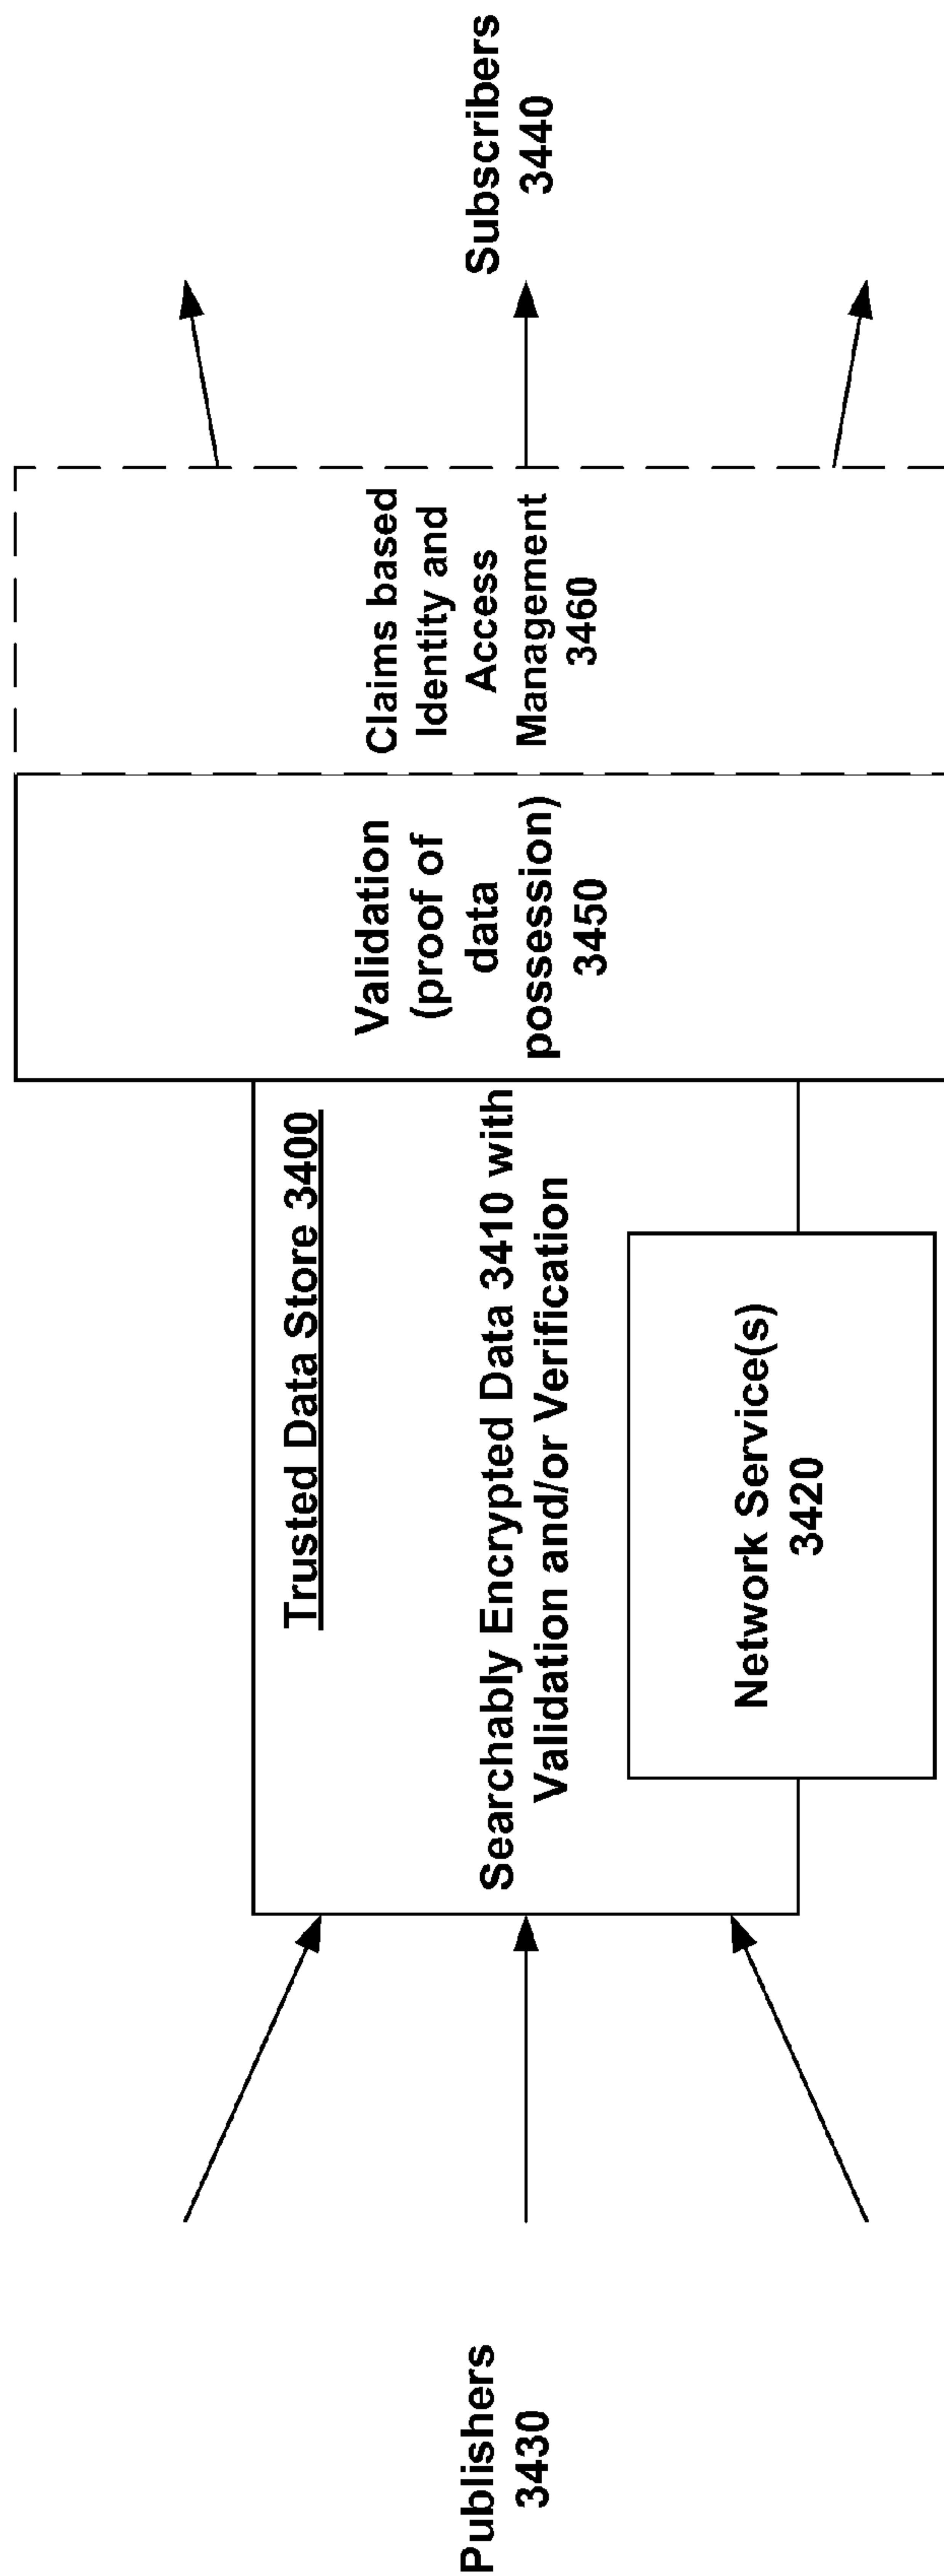 Publishers
3430
Trusted Data Store 3400
Searchably Encrypted Data 3410 with
Validation and/or Verification
Network Service(s)
3420
Validation
(proof of
data
possession)
3450
Claims based
Identity and
Access
Management
3460
Subscribers
3440